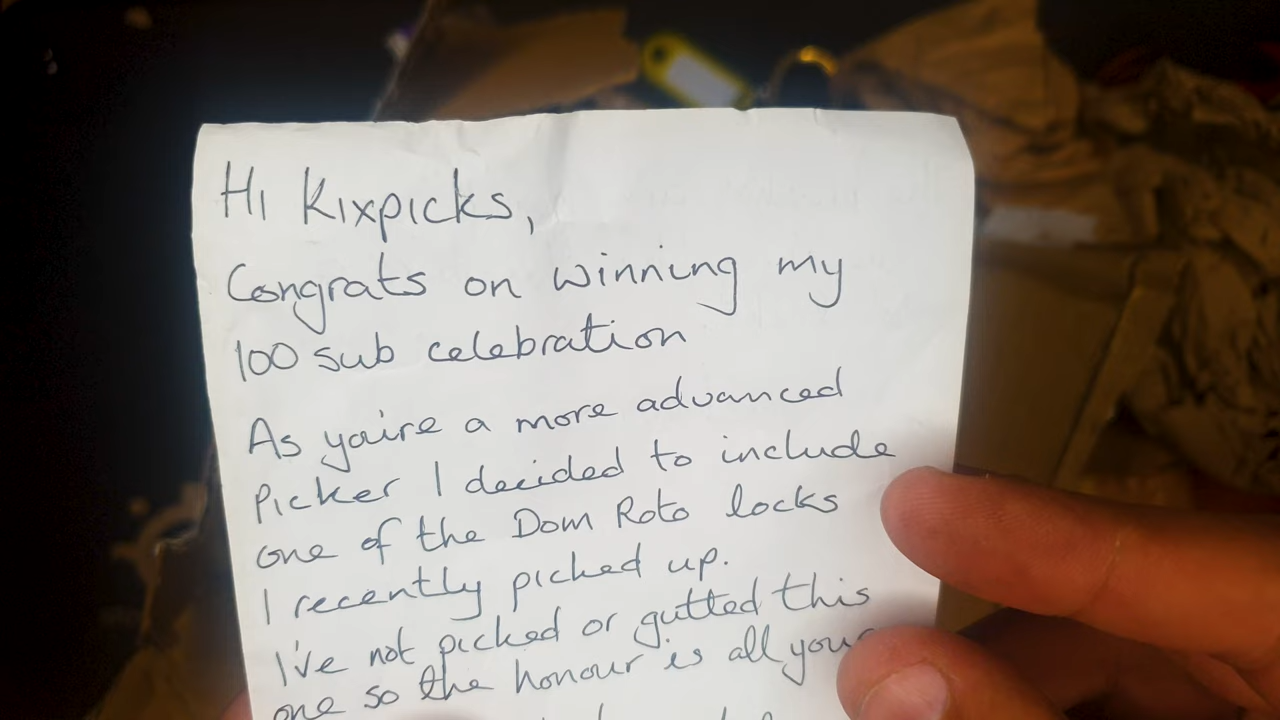 Hi Kixpicks,
Congrats on winning my
100 sub celebration
As you're a more advanced
Picker I decided to include
one of the Dom Roto locks
I recently picked up.
I've not picked or gutted this
one so the honour is all